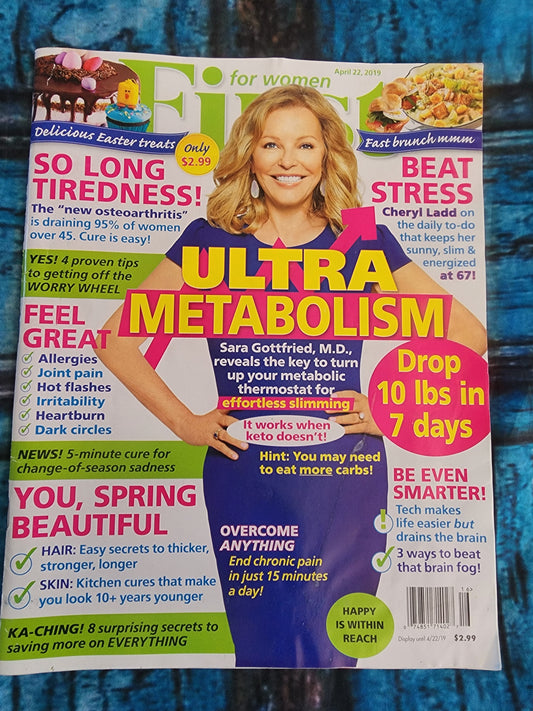 for women
First
April 22, 2019
Delicious Easter treats
Only
$2.99
Fast brunch mmm
SO LONG
TIREDNESS!
The "new osteoarthritis"
is draining 95% of women
over 45. Cure is easy!
BEAT
STRESS
Cheryl Ladd on
the daily to-do
that keeps her
sunny, slim &
energized
at 67!
YES! 4 proven tips
to getting off the
WORRY WHEEL
ULTRA
METABOLISM
Sara Gottfried, M.D.,
reveals the key to turn
up your metabolic
thermostat for
effortless slimming
It works when
keto doesn't!
Hint: You may need
to eat more carbs!
Drop
10 lbs in
7 days
FEEL
GREAT
Allergies
Joint pain
Hot flashes
Irritability
Heartburn
Dark circles
NEWS! 5-minute cure for
change-of-season sadness
YOU, SPRING
BEAUTIFUL
HAIR: Easy secrets to thicker,
stronger, longer
SKIN: Kitchen cures that make
you look 10+ years younger
KA-CHING! 8 surprising secrets to
saving more on EVERYTHING
OVERCOME
ANYTHING
End chronic pain
in just 15 minutes
a day!
BE EVEN
SMARTER!
! Tech makes
life easier but
drains the brain
3 ways to beat
that brain fog!
HAPPY
IS WITHIN
REACH
16>
0 74851 71402 7
Display until 4/22/19 $2.99